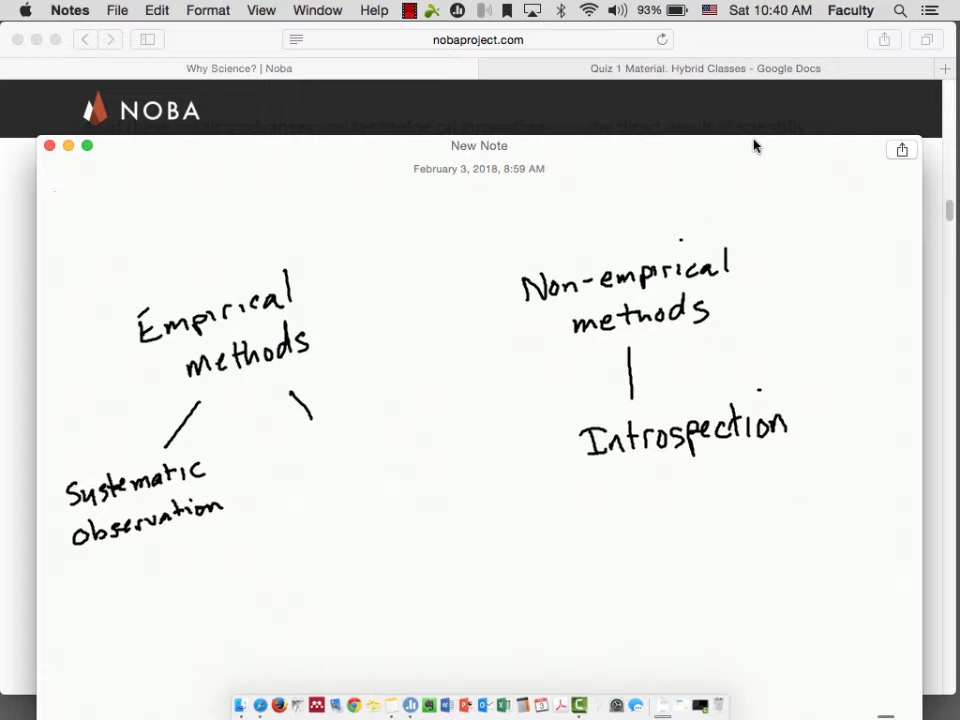 Notes File Edit Format View Window Help 93% Sat 10:40 AM Faculty
nobaproject.com
Why Science? | Noba
Quiz 1 Material. Hybrid Classes - Google Docs
NOBA
New Note
February 3, 2018, 8:59 AM
Empirical
methods
Systematic
observation
Non-empirical
methods
Introspection